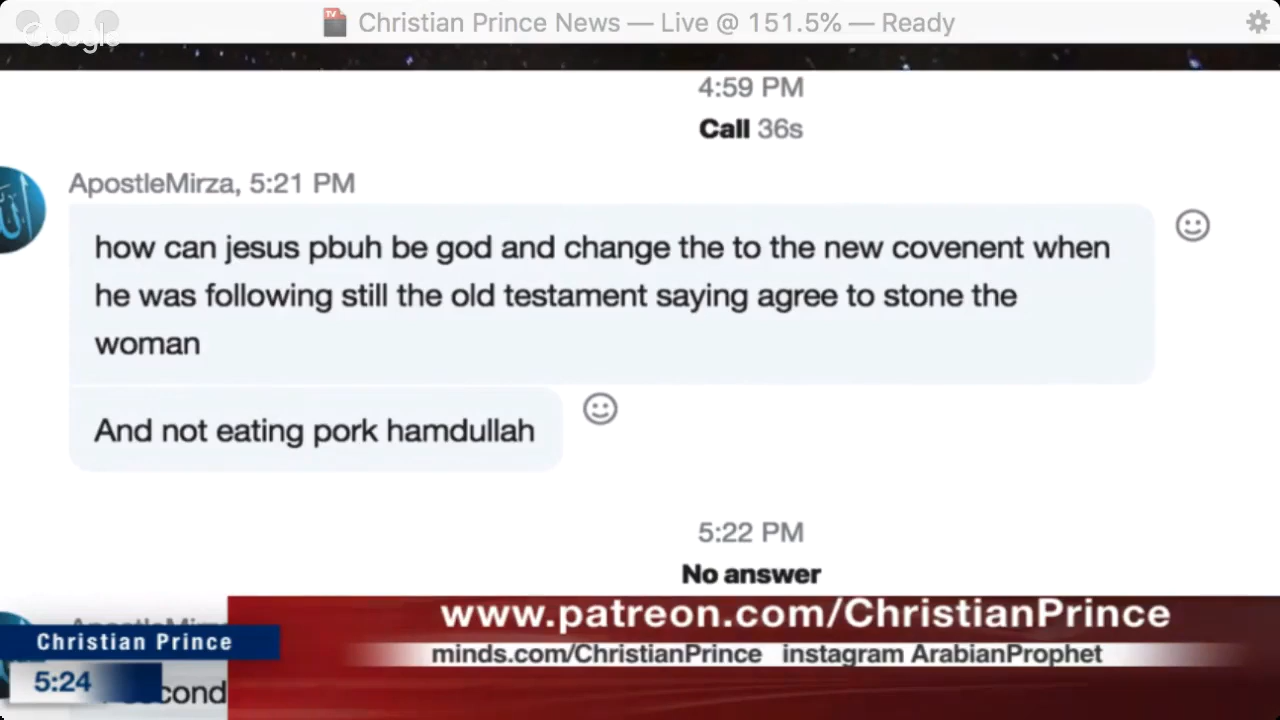 Google
TV
Christian Prince News — Live @ 151.5% — Ready
4:59 PM
Call 36s
ApostleMirza, 5:21 PM
how can jesus pbuh be god and change the to the new covenent when
he was following still the old testament saying agree to stone the
woman
And not eating pork hamdullah
5:22 PM
No answer
www.patreon.com/ChristianPrince
Christian Prince
minds.com/ChristianPrince instagram ArabianProphet
5:24